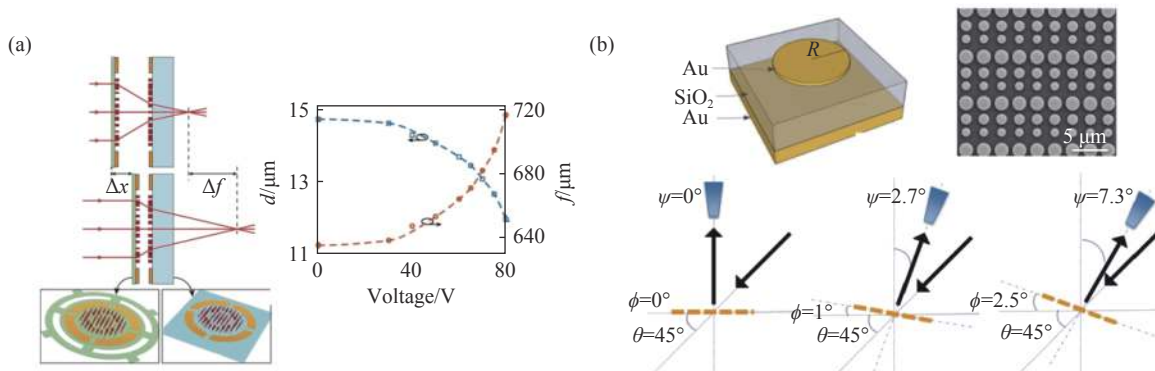 (a)
Δx
Δf
d/μm
15
13
11
0
40
80
Voltage/V
720
680
640
f/μm
(b)
R
Au
SiO₂
Au
5 μm
ψ=0°
ψ=2.7°
ψ=7.3°
ϕ=0°
θ=45°
ϕ=1°
θ=45°
ϕ=2.5°
θ=45°